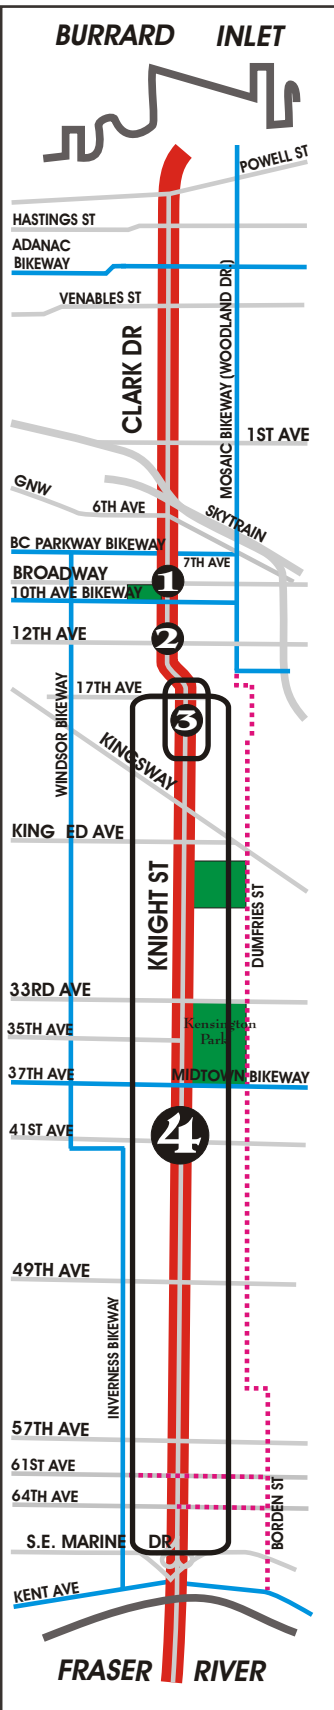 BURRARD INLET
POWELL ST
HASTINGS ST
ADANAC
BIKEWAY
MOSAIC BIKEWAY (WOODLAND DR.)
VENABLES ST
CLARK DR
1ST AVE
GNW
6TH AVE
SKYTRAIN
BC PARKWAY BIKEWAY
7TH AVE
BROADWAY
1
10TH AVE BIKEWAY
12TH AVE
2
WINDSOR BIKEWAY
17TH AVE
3
KINGSWAY
KING ED AVE
KNIGHT ST
DUMFRIES ST
33RD AVE
Kensington
Park
35TH AVE
37TH AVE
MIDTOWN BIKEWAY
41ST AVE
4
49TH AVE
INVERNESS BIKEWAY
57TH AVE
61ST AVE
64TH AVE
BORDEN ST
S.E. MARINE DR
KENT AVE
FRASER RIVER